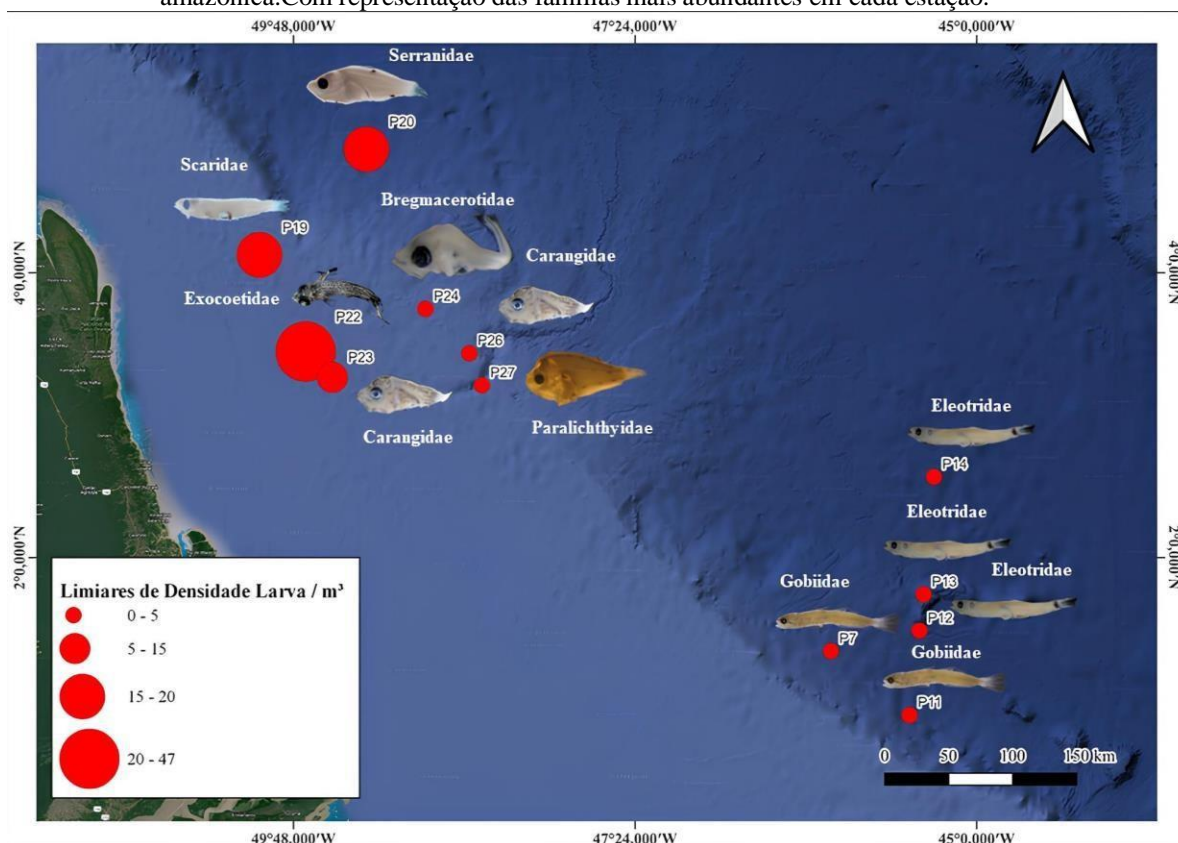 amazônica.Com representação das famílias mais abundantes em cada estação.
49°48,000'W 47°24,000'W 45°0,000'W
Serranidae
P20
Scaridae
Bregmacerotidae
P19
Carangidae
4°0,000'N 4°0,000'N
Exocoetidae
P22
P24
P26
P23
P27
Carangidae
Paralichthyidae
Eleotridae
P14
Eleotridae
2°0,000'N 2°0,000'N
P13
Eleotridae
Gobiidae
P12
P7
Gobiidae
P11
Limiares de Densidade Larva / m³
0 - 5
5 - 15
15 - 20
20 - 47
0 50 100 150 km
49°48,000'W 47°24,000'W 45°0,000'W